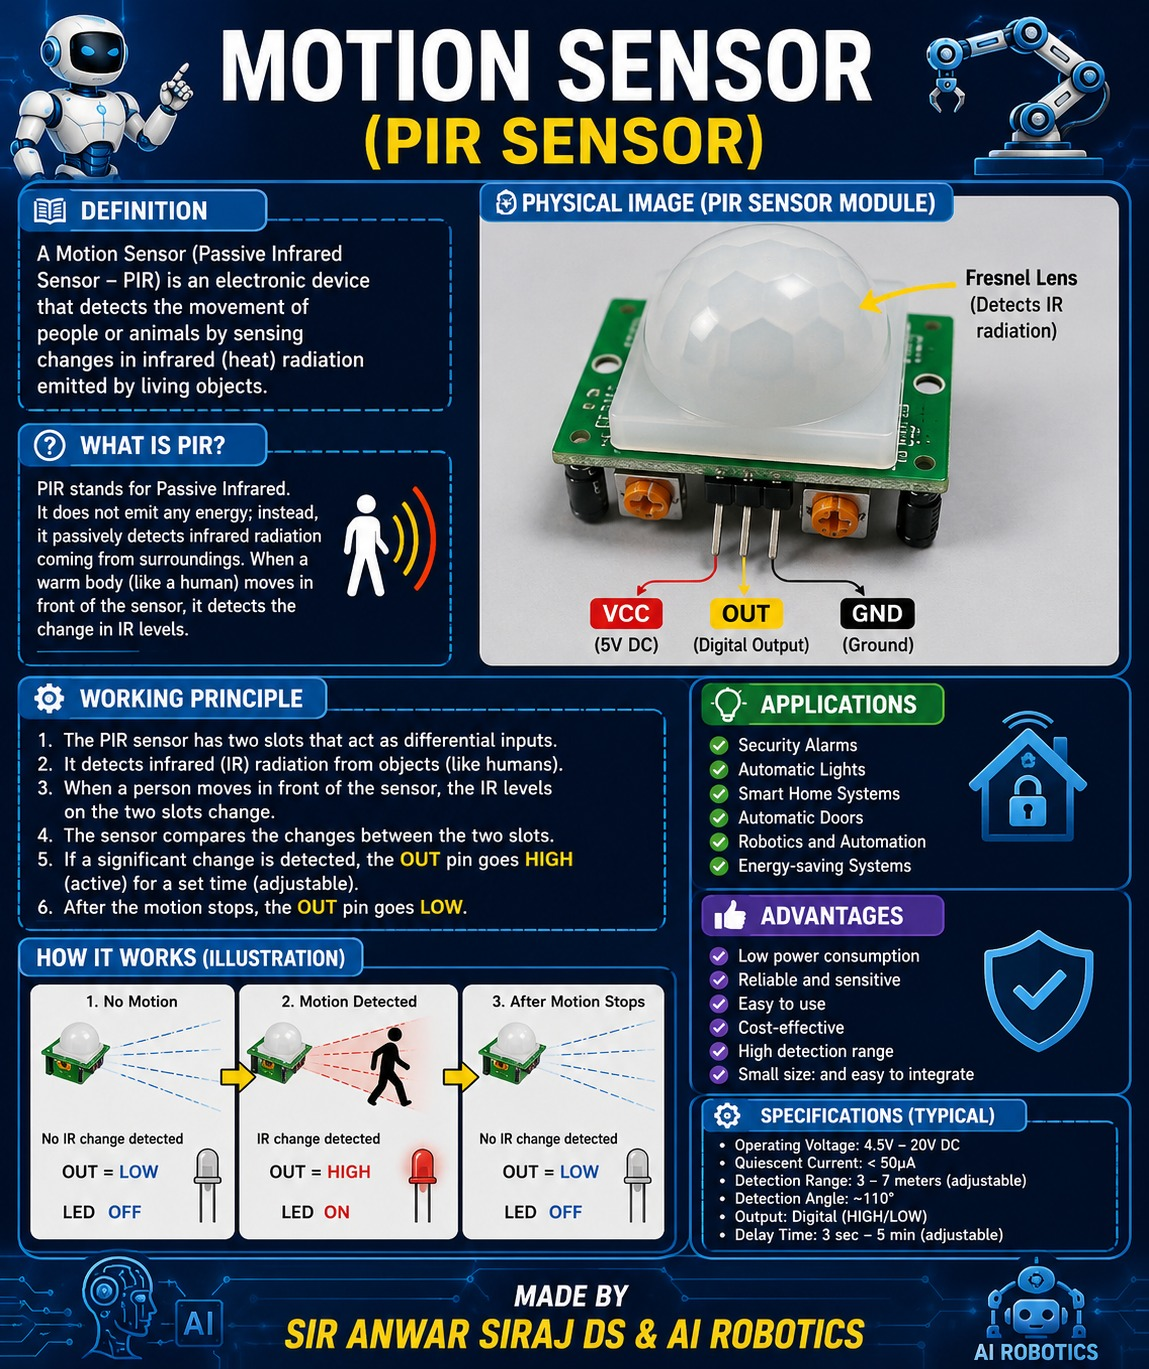 MOTION SENSOR
(PIR SENSOR)
DEFINITION
A Motion Sensor (Passive Infrared
Sensor – PIR) is an electronic device
that detects the movement of
people or animals by sensing
changes in infrared (heat) radiation
emitted by living objects.
WHAT IS PIR?
PIR stands for Passive Infrared.
It does not emit any energy; instead,
it passively detects infrared radiation
coming from surroundings. When a
warm body (like a human) moves in
front of the sensor, it detects the
change in IR levels.
PHYSICAL IMAGE (PIR SENSOR MODULE)
Fresnel Lens
(Detects IR
radiation)
VCC
(5V DC)
OUT
(Digital Output)
GND
(Ground)
WORKING PRINCIPLE
1. The PIR sensor has two slots that act as differential inputs.
2. It detects infrared (IR) radiation from objects (like humans).
3. When a person moves in front of the sensor, the IR levels
on the two slots change.
4. The sensor compares the changes between the two slots.
5. If a significant change is detected, the OUT pin goes HIGH
(active) for a set time (adjustable).
6. After the motion stops, the OUT pin goes LOW.
HOW IT WORKS (ILLUSTRATION)
1. No Motion
No IR change detected
OUT = LOW
LED OFF
2. Motion Detected
IR change detected
OUT = HIGH
LED ON
3. After Motion Stops
No IR change detected
OUT = LOW
LED OFF
APPLICATIONS
Security Alarms
Automatic Lights
Smart Home Systems
Automatic Doors
Robotics and Automation
Energy-saving Systems
ADVANTAGES
Low power consumption
Reliable and sensitive
Easy to use
Cost-effective
High detection range
Small size: and easy to integrate
SPECIFICATIONS (TYPICAL)
• Operating Voltage: 4.5V – 20V DC
• Quiescent Current: < 50µA
• Detection Range: 3 – 7 meters (adjustable)
• Detection Angle: ~110°
• Output: Digital (HIGH/LOW)
• Delay Time: 3 sec – 5 min (adjustable)
AI
MADE BY
SIR ANWAR SIRAJ DS & AI ROBOTICS
AI ROBOTICS